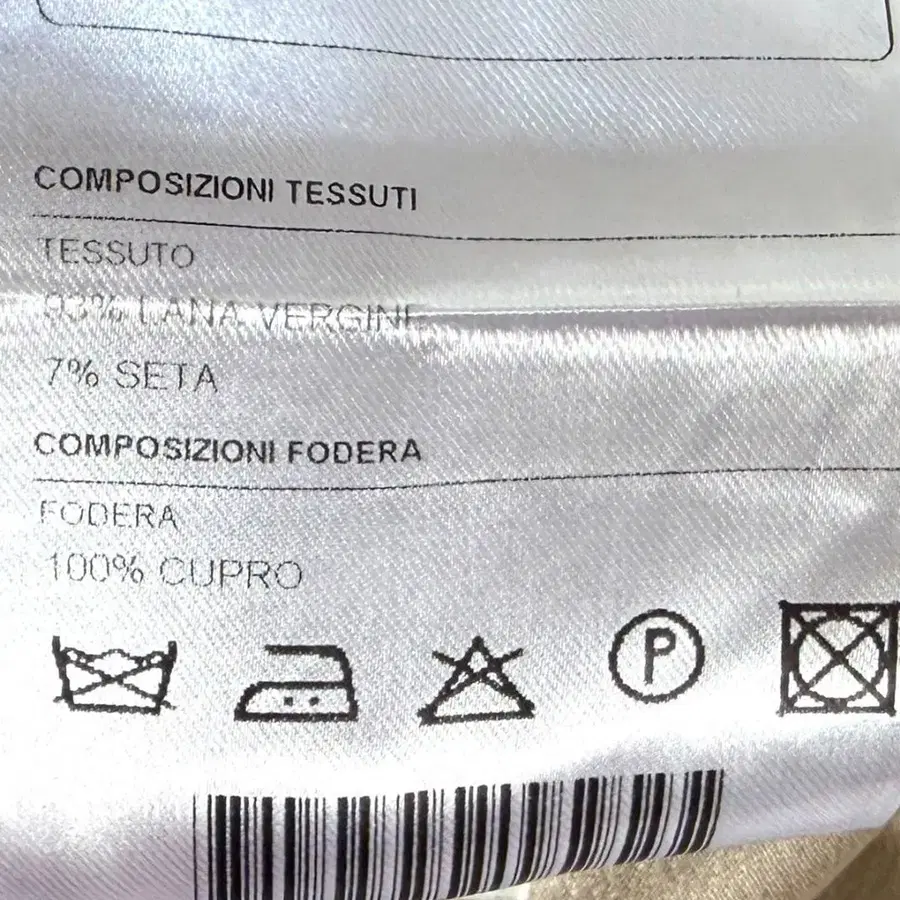 COMPOSIZIONI TESSUTI
TESSUTO
93% LANA VERGINE
7% SETA
COMPOSIZIONI FODERA
FODERA
100% CUPRO
P